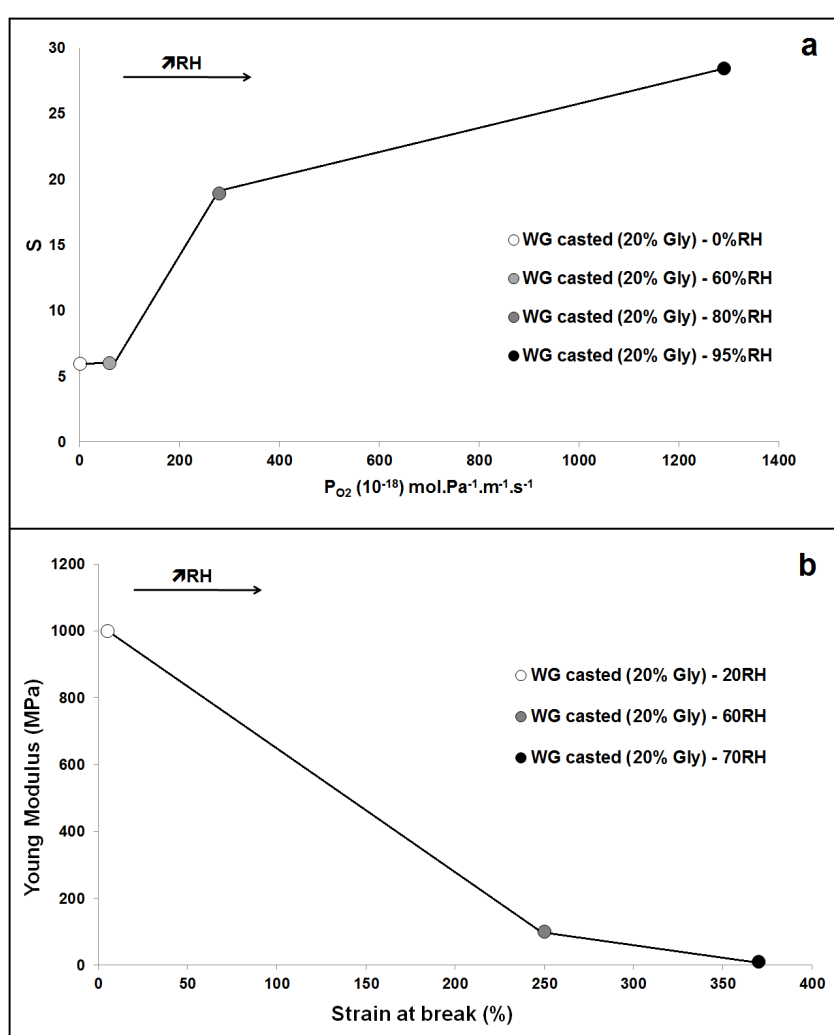 a
↗RH
30
25
20
15
10
5
0
S
WG casted (20% Gly) - 0%RH
WG casted (20% Gly) - 60%RH
WG casted (20% Gly) - 80%RH
WG casted (20% Gly) - 95%RH
0 200 400 600 800 1000 1200 1400
P_O2 (10⁻¹⁸) mol.Pa⁻¹.m⁻¹.s⁻¹
b
↗RH
1200
1000
800
600
400
200
0
Young Modulus (MPa)
WG casted (20% Gly) - 20RH
WG casted (20% Gly) - 60RH
WG casted (20% Gly) - 70RH
0 50 100 150 200 250 300 350 400
Strain at break (%)